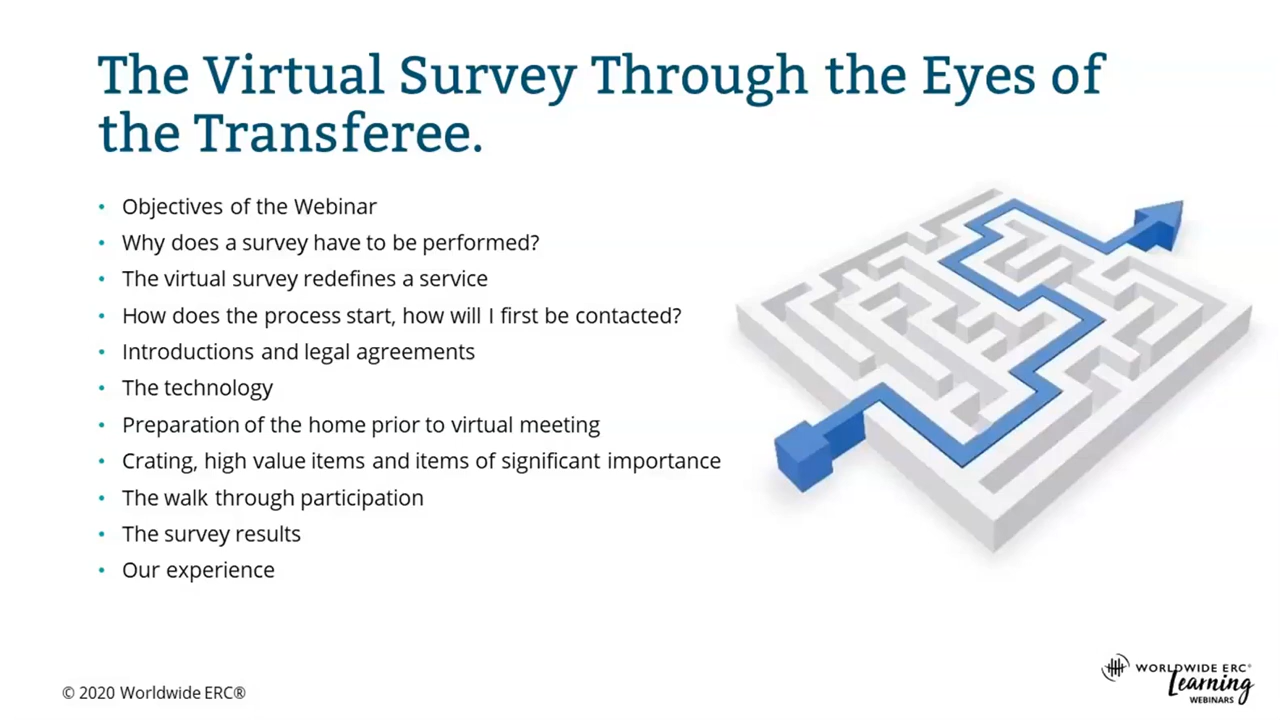 The Virtual Survey Through the Eyes of
the Transferee.
• Objectives of the Webinar
• Why does a survey have to be performed?
• The virtual survey redefines a service
• How does the process start, how will I first be contacted?
• Introductions and legal agreements
• The technology
• Preparation of the home prior to virtual meeting
• Crating, high value items and items of significant importance
• The walk through participation
• The survey results
• Our experience
© 2020 Worldwide ERC®
WORLDWIDE ERC®
Learning
WEBINARS